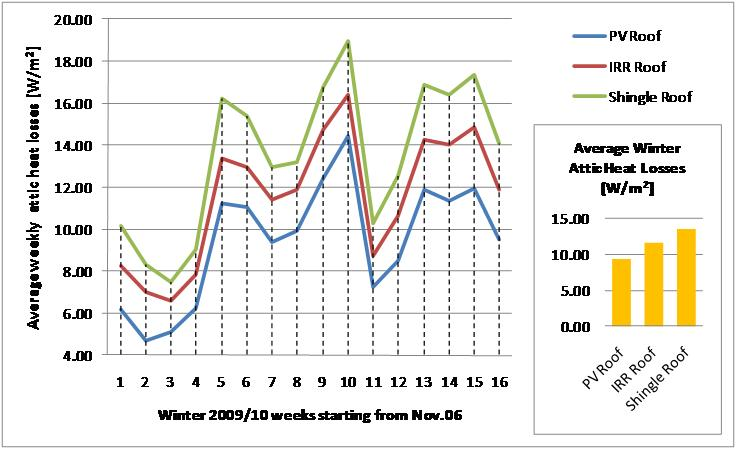 20.00
18.00
16.00
14.00
12.00
10.00
8.00
6.00
4.00
Average weekly attic heat losses [W/m²]
1 2 3 4 5 6 7 8 9 10 11 12 13 14 15 16
Winter 2009/10 weeks starting from Nov.06
PV Roof
IRR Roof
Shingle Roof
Average Winter
Attic Heat Losses
[W/m²]
15.00
10.00
5.00
0.00
PV Roof
IRR Roof
Shingle Roof